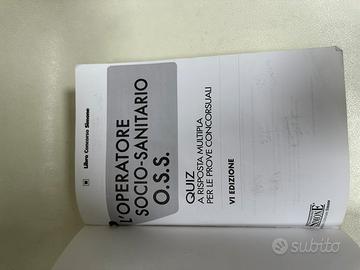 Libro Concorso Simone
L'OPERATORE
SOCIO-SANITARIO
O.S.S.
QUIZ
A RISPOSTA MULTIPLA
PER LE PROVE CONCORSUALI
VI EDIZIONE
SIMONE
subito